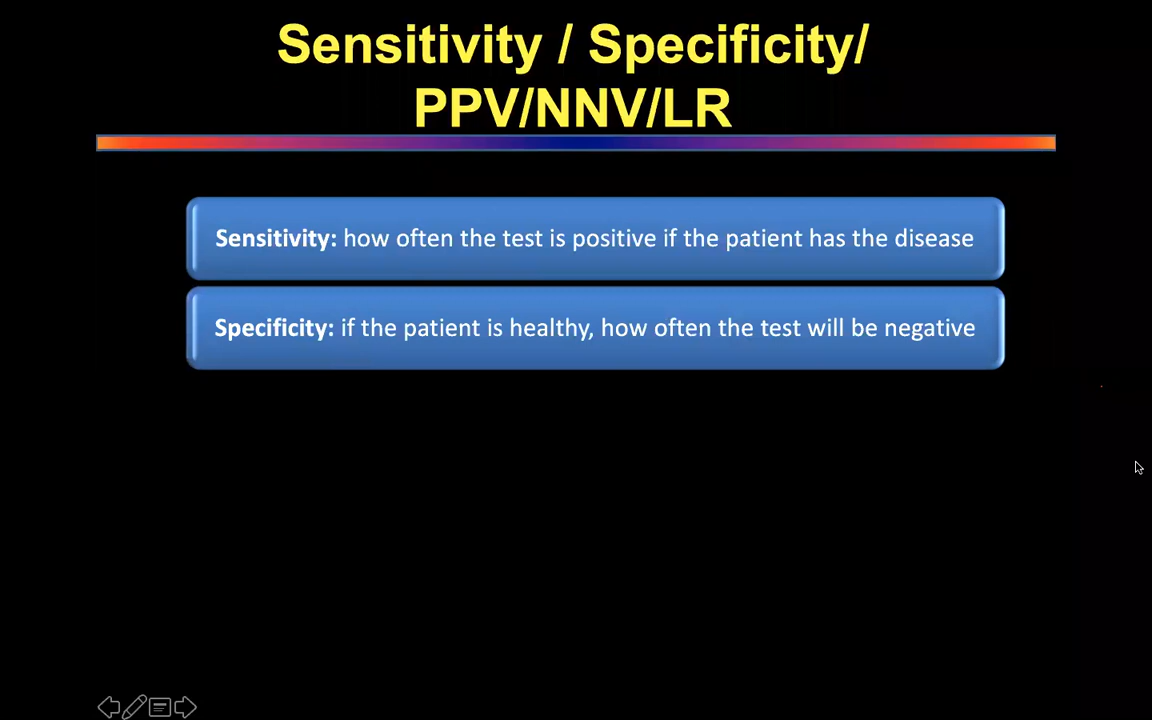 Sensitivity / Specificity/
PPV/NNV/LR
Sensitivity: how often the test is positive if the patient has the disease
Specificity: if the patient is healthy, how often the test will be negative